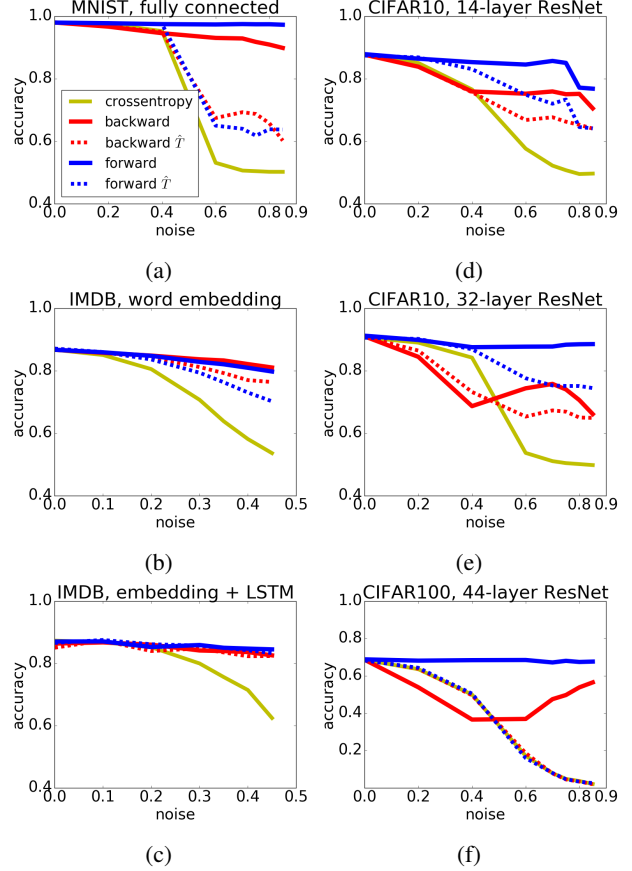 MNIST, fully connected
1.0
0.8
0.6
0.4
accuracy
crossentropy
backward
backward T̂
forward
forward T̂
0.0 0.2 0.4 0.6 0.8 0.9
noise
(a)
CIFAR10, 14-layer ResNet
1.0
0.8
0.6
0.4
accuracy
0.0 0.2 0.4 0.6 0.8 0.9
noise
(d)
IMDB, word embedding
1.0
0.8
0.6
0.4
accuracy
0.0 0.1 0.2 0.3 0.4 0.5
noise
(b)
CIFAR10, 32-layer ResNet
1.0
0.8
0.6
0.4
accuracy
0.0 0.2 0.4 0.6 0.8 0.9
noise
(e)
IMDB, embedding + LSTM
1.0
0.8
0.6
0.4
accuracy
0.0 0.1 0.2 0.3 0.4 0.5
noise
(c)
CIFAR100, 44-layer ResNet
1.0
0.8
0.6
0.4
0.2
accuracy
0.0 0.2 0.4 0.6 0.8 0.9
noise
(f)